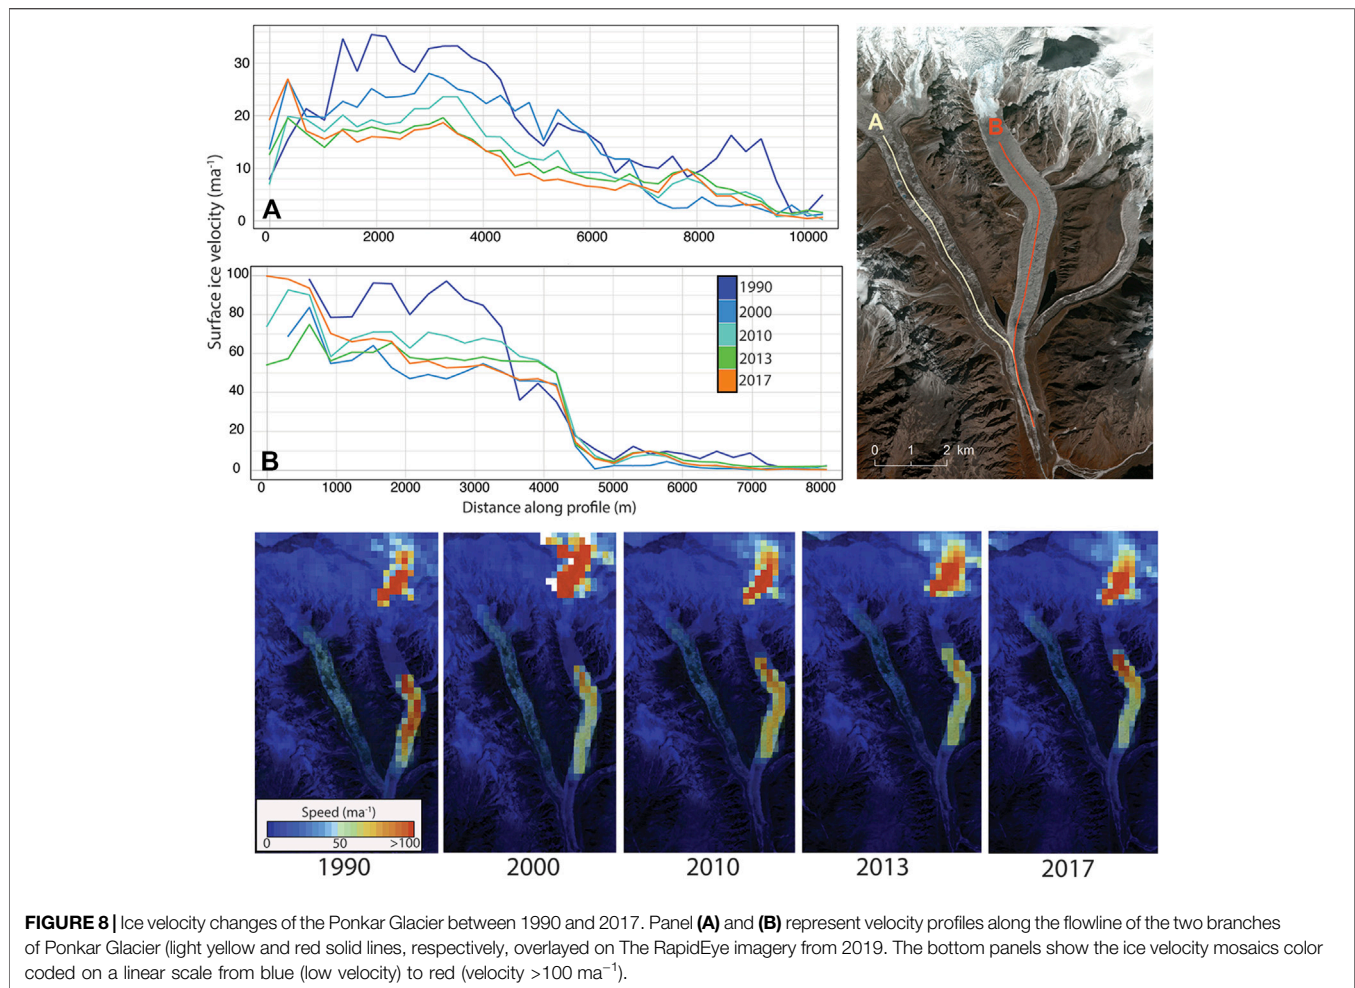 Surface ice velocity (ma⁻¹)
30
20
10
0
A
0 2000 4000 6000 8000 10000
100
80
60
40
20
0
B
1990
2000
2010
2013
2017
0 1000 2000 3000 4000 5000 6000 7000 8000
Distance along profile (m)
A
B
0 1 2 km
Speed (ma⁻¹)
0 50 >100
1990 2000 2010 2013 2017
FIGURE 8 | Ice velocity changes of the Ponkar Glacier between 1990 and 2017. Panel (A) and (B) represent velocity profiles along the flowline of the two branches
of Ponkar Glacier (light yellow and red solid lines, respectively, overlayed on The RapidEye imagery from 2019. The bottom panels show the ice velocity mosaics color
coded on a linear scale from blue (low velocity) to red (velocity >100 ma⁻¹).